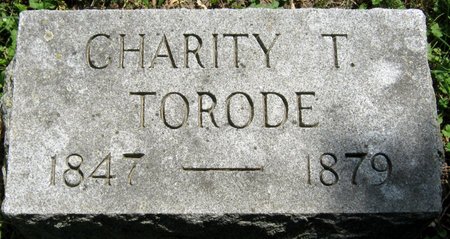 CHARITY T.
TORODE
1847 — 1879